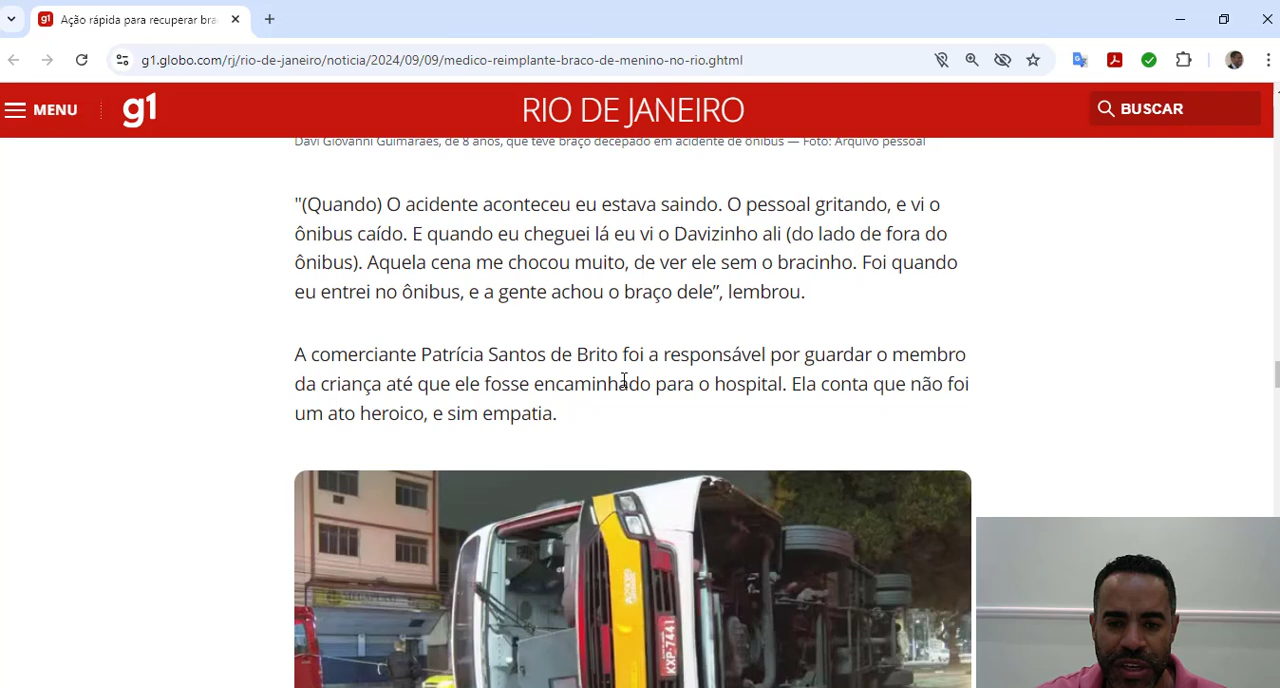 g1 Ação rápida para recuperar bra
g1.globo.com/rj/rio-de-janeiro/noticia/2024/09/09/medico-reimplante-braco-de-menino-no-rio.ghtml
MENU g1 RIO DE JANEIRO BUSCAR
Davi Giovanni Guimarães, de 8 anos, que teve braço decepado em acidente de ônibus — Foto: Arquivo pessoal
"(Quando) O acidente aconteceu eu estava saindo. O pessoal gritando, e vi o
ônibus caído. E quando eu cheguei lá eu vi o Davizinho ali (do lado de fora do
ônibus). Aquela cena me chocou muito, de ver ele sem o bracinho. Foi quando
eu entrei no ônibus, e a gente achou o braço dele”, lembrou.
A comerciante Patrícia Santos de Brito foi a responsável por guardar o membro
da criança até que ele fosse encaminhado para o hospital. Ela conta que não foi
um ato heroico, e sim empatia.
KXP-7441